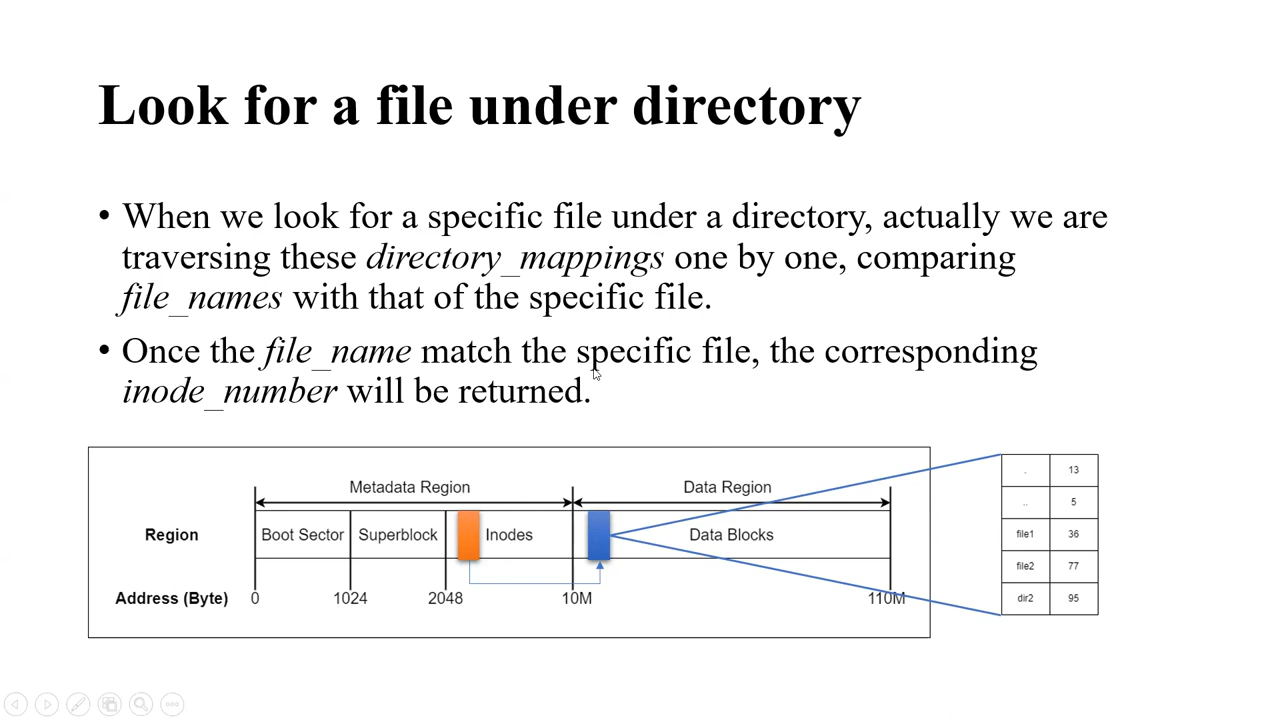 Look for a file under directory
• When we look for a specific file under a directory, actually we are
traversing these directory_mappings one by one, comparing
file_names with that of the specific file.
• Once the file_name match the specific file, the corresponding
inode_number will be returned.
Metadata Region
Data Region
Region
Boot Sector
Superblock
Inodes
Data Blocks
Address (Byte)
0
1024
2048
10M
110M
. 13
.. 5
file1 36
file2 77
dir2 95